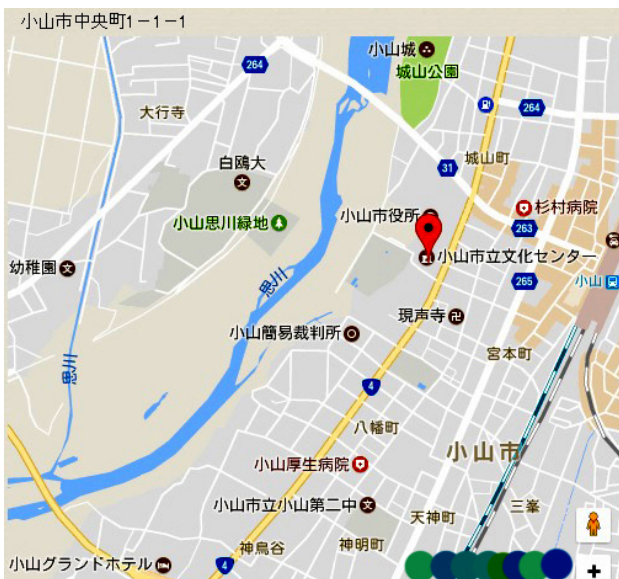 小山市中央町1-1-1
小山城
城山公園
264
264
大行寺
31
城山町
白鴎大
小山市役所
杉村病院
小山思川緑地
263
小山市立文化センター
幼稚園
265
小山
思川
現声寺
小山簡易裁判所
宮本町
思川
4
八幡町
小山市
小山厚生病院
小山市立小山第二中
三峯
天神町
神鳥谷
神明町
小山グランドホテル
4
+